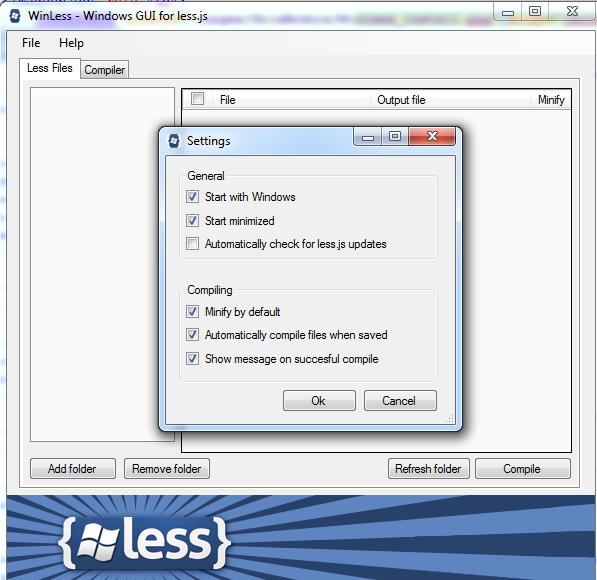 WinLess - Windows GUI for less.js
File Help
Less Files Compiler
File Output file Minify
Settings
General
Start with Windows
Start minimized
Automatically check for less.js updates
Compiling
Minify by default
Automatically compile files when saved
Show message on succesful compile
Ok Cancel
Add folder Remove folder Refresh folder Compile
{less}